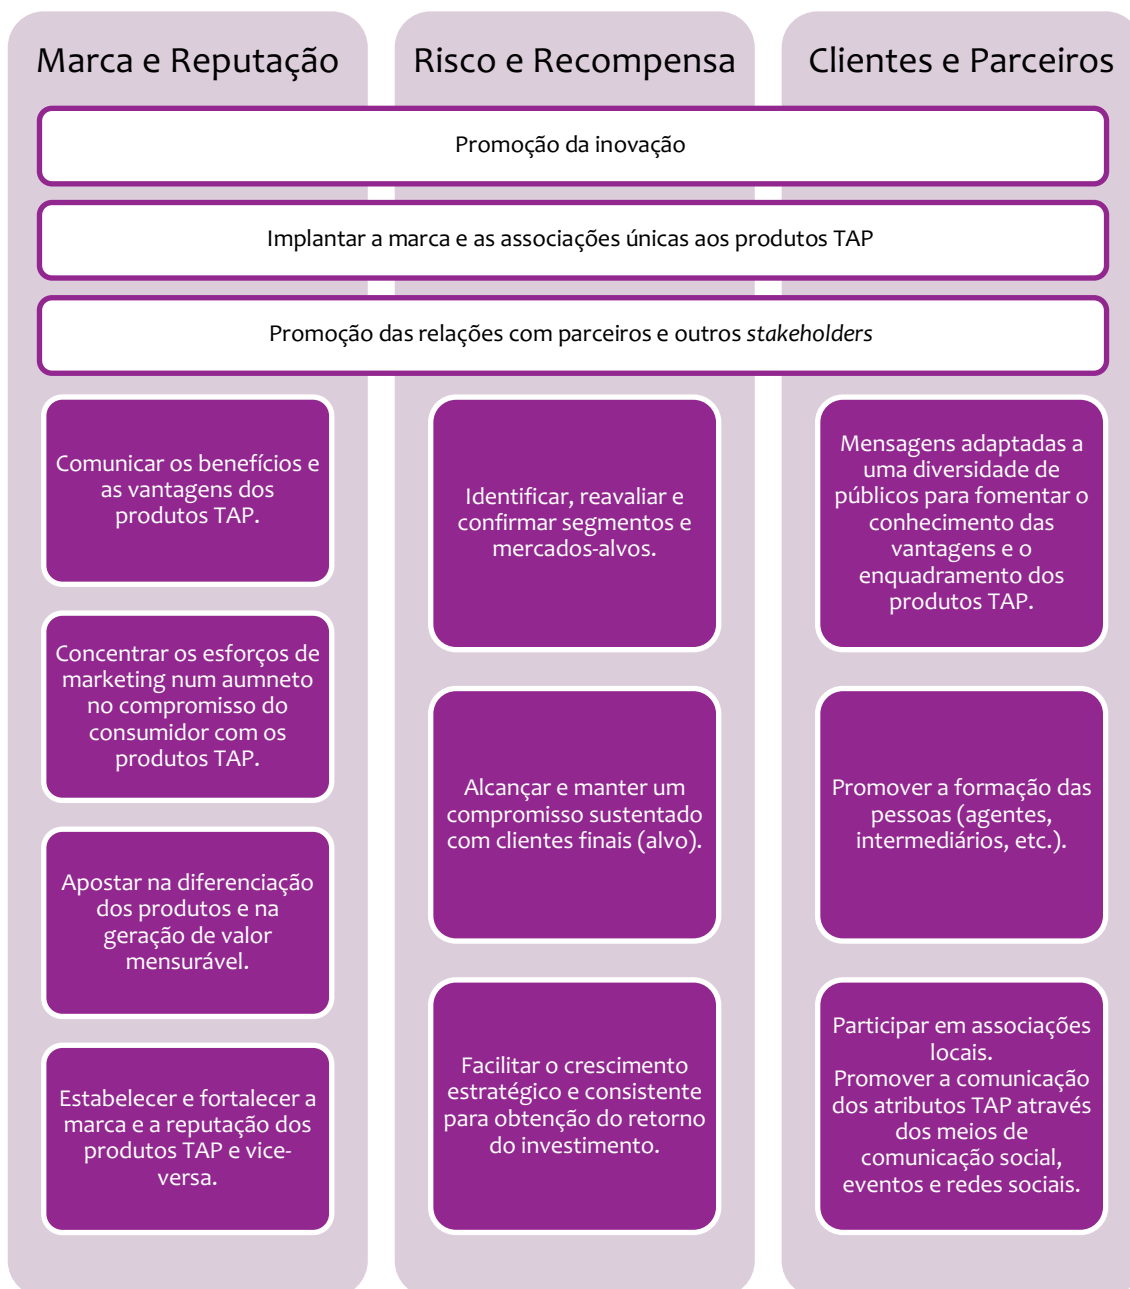 Marca e Reputação
Risco e Recompensa
Clientes e Parceiros
Promoção da inovação
Implantar a marca e as associações únicas aos produtos TAP
Promoção das relações com parceiros e outros stakeholders
Comunicar os benefícios e
as vantagens dos
produtos TAP.
Concentrar os esforços de
marketing num aumneto
no compromisso do
consumidor com os
produtos TAP.
Apostar na diferenciação
dos produtos e na
geração de valor
mensurável.
Estabelecer e fortalecer a
marca e a reputação dos
produtos TAP e vice-
versa.
Identificar, reavaliar e
confirmar segmentos e
mercados-alvos.
Alcançar e manter um
compromisso sustentado
com clientes finais (alvo).
Facilitar o crescimento
estratégico e consistente
para obtenção do retorno
do investimento.
Mensagens adaptadas a
uma diversidade de
públicos para fomentar o
conhecimento das
vantagens e o
enquadramento dos
produtos TAP.
Promover a formação das
pessoas (agentes,
intermediários, etc.).
Participar em associações
locais.
Promover a comunicação
dos atributos TAP através
dos meios de
comunicação social,
eventos e redes sociais.